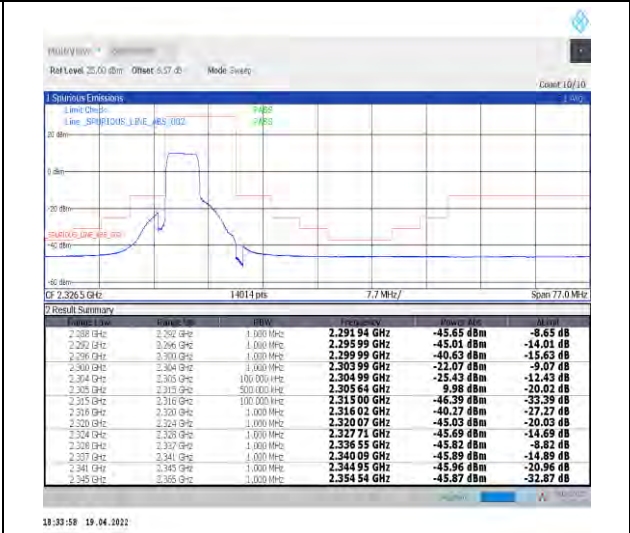 MultiView Spectrum
Ref Level 25.00 dBm Offset 6.57 dB Mode Sweep
Count 10/10
1 Spurious Emissions
Limit Check PASS
Line _SPURIOUS_LINE_ABS_002 PASS
20 dBm
0 dBm
-20 dBm
_SPURIOUS_LINE_ABS_002
-40 dBm
-60 dBm
CF 2.3265 GHz 14014 pts 7.7 MHz/ Span 77.0 MHz
2 Result Summary
Range Low Range Up RBW Frequency Power Abs ΔLimit
2.288 GHz 2.292 GHz 1.000 MHz 2.291 94 GHz -45.65 dBm -8.65 dB
2.292 GHz 2.296 GHz 1.000 MHz 2.295 99 GHz -45.01 dBm -14.01 dB
2.296 GHz 2.300 GHz 1.000 MHz 2.299 99 GHz -40.63 dBm -15.63 dB
2.300 GHz 2.304 GHz 1.000 MHz 2.303 99 GHz -22.07 dBm -9.07 dB
2.304 GHz 2.305 GHz 100.000 kHz 2.304 99 GHz -25.43 dBm -12.43 dB
2.305 GHz 2.315 GHz 500.000 kHz 2.305 64 GHz 9.98 dBm -20.02 dB
2.315 GHz 2.316 GHz 100.000 kHz 2.315 00 GHz -46.39 dBm -33.39 dB
2.316 GHz 2.320 GHz 1.000 MHz 2.316 02 GHz -40.27 dBm -27.27 dB
2.320 GHz 2.324 GHz 1.000 MHz 2.320 07 GHz -45.03 dBm -20.03 dB
2.324 GHz 2.328 GHz 1.000 MHz 2.327 71 GHz -45.69 dBm -14.69 dB
2.328 GHz 2.337 GHz 1.000 MHz 2.336 55 GHz -45.82 dBm -8.82 dB
2.337 GHz 2.341 GHz 1.000 MHz 2.340 09 GHz -45.89 dBm -14.89 dB
2.341 GHz 2.345 GHz 1.000 MHz 2.344 95 GHz -45.96 dBm -20.96 dB
2.345 GHz 2.365 GHz 1.000 MHz 2.354 54 GHz -45.87 dBm -32.87 dB
18:33:58 19.04.2022